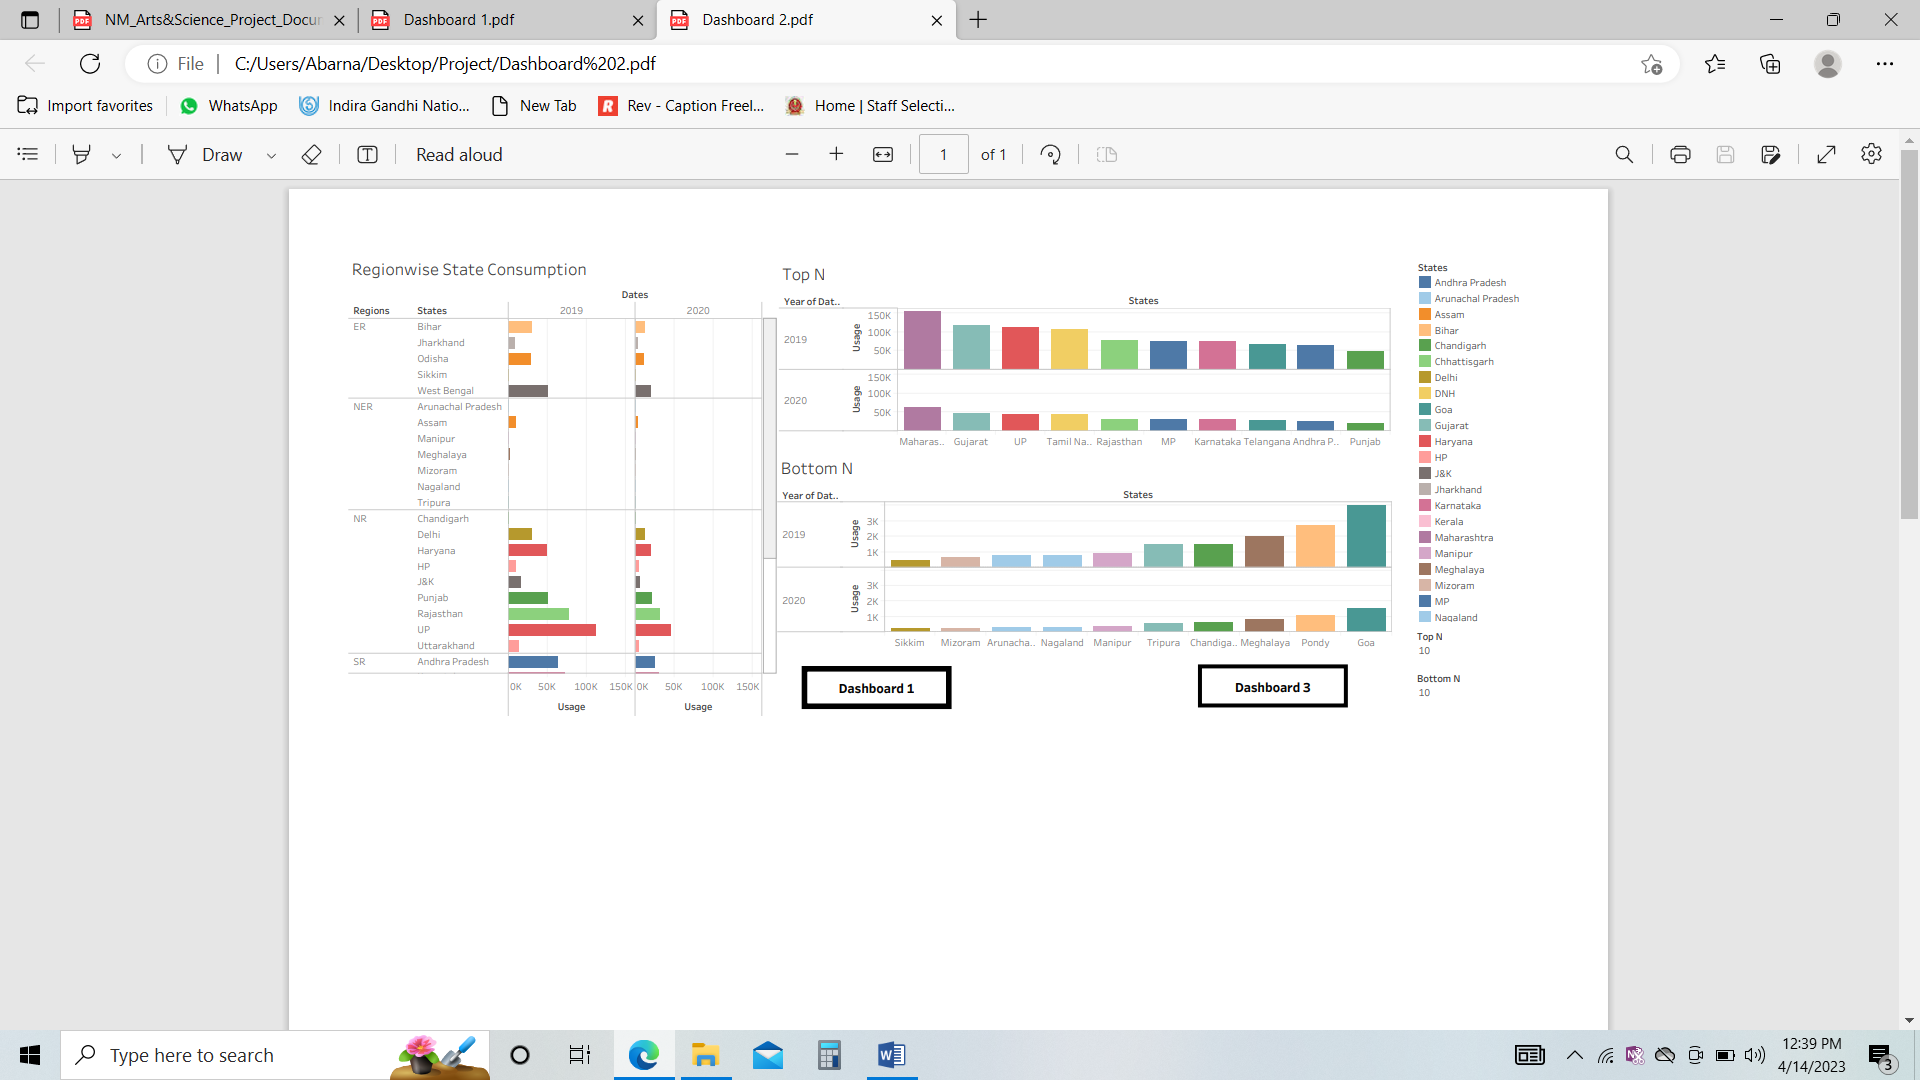 NM_Arts&Science_Project_Docur
Dashboard 1.pdf
Dashboard 2.pdf
File
C:/Users/Abarna/Desktop/Project/Dashboard%202.pdf
Import favorites
WhatsApp
Indira Gandhi Natio...
New Tab
R
Rev - Caption Freel...
Home | Staff Selecti...
Draw
Read aloud
1
of 1
Regionwise State Consumption
Dates
Regions
States
2019
2020
ER
Bihar
Jharkhand
Odisha
Sikkim
West Bengal
NER
Arunachal Pradesh
Assam
Manipur
Meghalaya
Mizoram
Nagaland
Tripura
NR
Chandigarh
Delhi
Haryana
HP
J&K
Punjab
Rajasthan
UP
Uttarakhand
SR
Andhra Pradesh
0K 50K 100K 150K 0K 50K 100K 150K
Usage
Usage
Top N
Year of Dat..
States
2019
Usage
150K
100K
50K
2020
Usage
150K
100K
50K
Maharas.. Gujarat UP Tamil Na.. Rajasthan MP Karnataka Telangana Andhra P.. Punjab
Bottom N
Year of Dat..
States
2019
Usage
3K
2K
1K
2020
Usage
3K
2K
1K
Sikkim Mizoram Arunacha.. Nagaland Manipur Tripura Chandiga.. Meghalaya Pondy Goa
Dashboard 1
Dashboard 3
States
Andhra Pradesh
Arunachal Pradesh
Assam
Bihar
Chandigarh
Chhattisgarh
Delhi
DNH
Goa
Gujarat
Haryana
HP
J&K
Jharkhand
Karnataka
Kerala
Maharashtra
Manipur
Meghalaya
Mizoram
MP
Nagaland
Top N
10
Bottom N
10
Type here to search
12:39 PM
4/14/2023
3